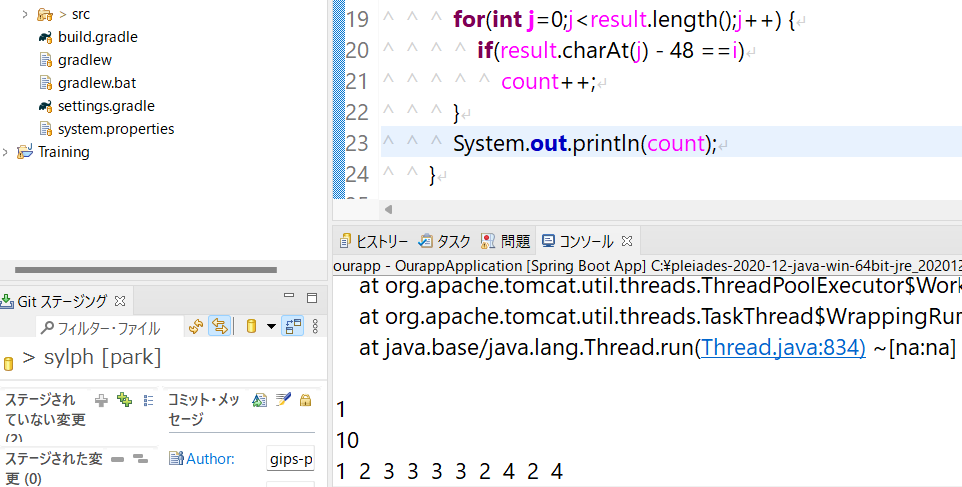 src
build.gradle
gradlew
gradlew.bat
settings.gradle
system.properties
Training
19 for(int j=0;j<result.length();j++) {
20 if(result.charAt(j) - 48 ==i)
21 count++;
22 }
23 System.out.println(count);
24 }
ヒストリー タスク 問題 コンソール
ourapp - OurappApplication [Spring Boot App] C:¥pleiades-2020-12-java-win-64bit-jre_202012
at org.apache.tomcat.util.threads.ThreadPoolExecutor$Work
at org.apache.tomcat.util.threads.TaskThread$WrappingRun
at java.base/java.lang.Thread.run(Thread.java:834) ~[na:na]
1
10
1 2 3 3 3 3 2 4 2 4
Git ステージング
フィルター・ファイル
> sylph [park]
ステージされ
ていない変更
(2)
ステージされた変
更 (0)
コミット・メッ
セージ
Author: gips-p